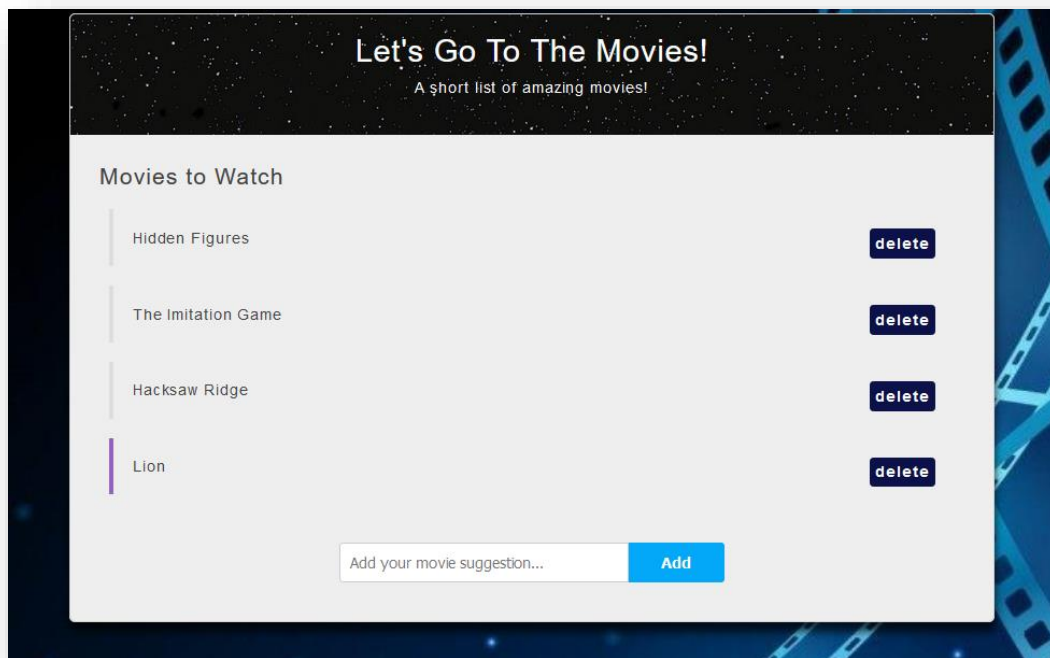 Let's Go To The Movies!
A short list of amazing movies!
Movies to Watch
Hidden Figures
delete
The Imitation Game
delete
Hacksaw Ridge
delete
Lion
delete
Add your movie suggestion...
Add